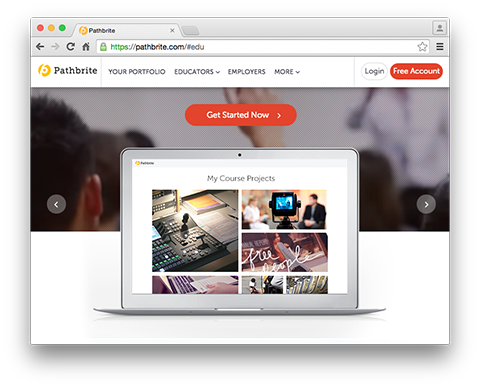 Pathbrite
https://pathbrite.com/#edu
Pathbrite YOUR PORTFOLIO EDUCATORS EMPLOYERS MORE Login Free Account
Get Started Now
Pathbrite
My Course Projects
free
people